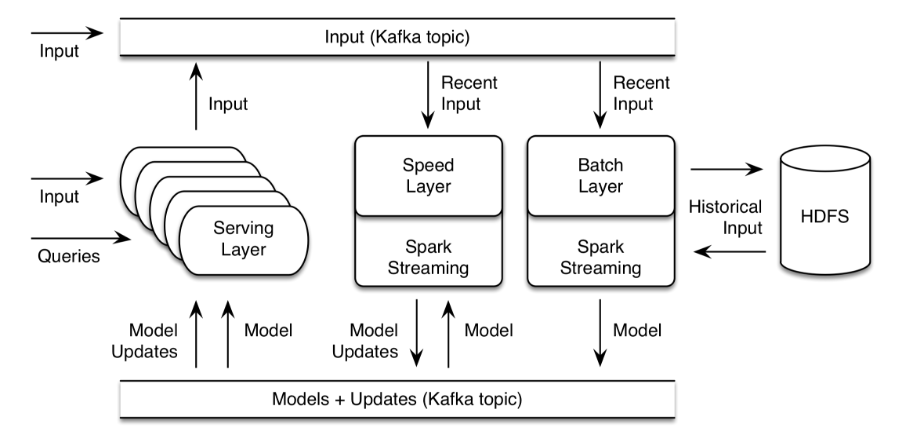 Input (Kafka topic)
Input
Input
Recent
Input
Recent
Input
Speed
Layer
Batch
Layer
Input
Serving
Layer
Queries
Spark
Streaming
Spark
Streaming
Historical
Input
HDFS
Model
Updates
Model
Model
Updates
Model
Model
Models + Updates (Kafka topic)